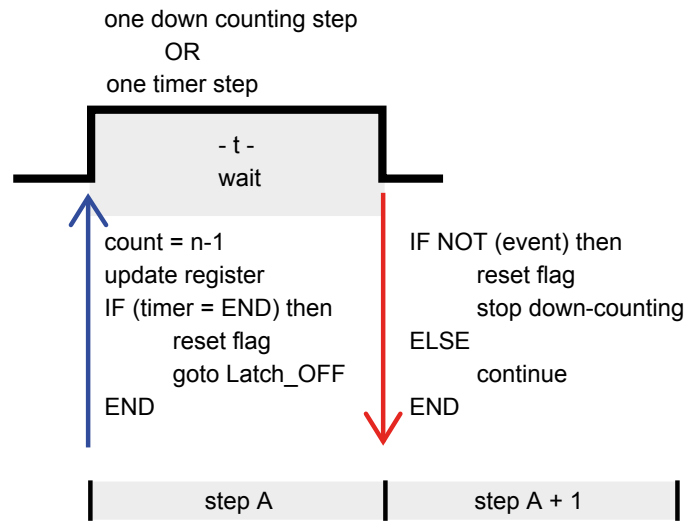 one down counting step
OR
one timer step
- t -
wait
count = n-1
update register
IF (timer = END) then
reset flag
goto Latch_OFF
END
IF NOT (event) then
reset flag
stop down-counting
ELSE
continue
END
step A
step A + 1